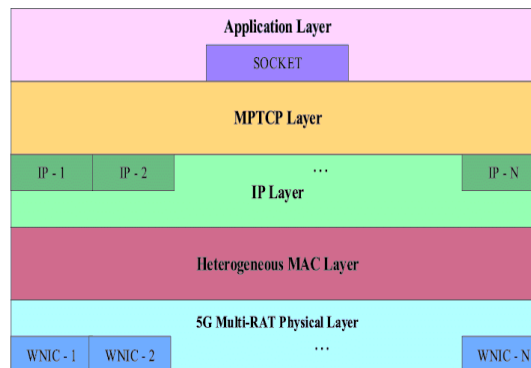 Application Layer
SOCKET
MPTCP Layer
IP - 1 IP - 2 ... IP - N
IP Layer
Heterogeneous MAC Layer
5G Multi-RAT Physical Layer
WNIC - 1 WNIC - 2 ... WNIC - N